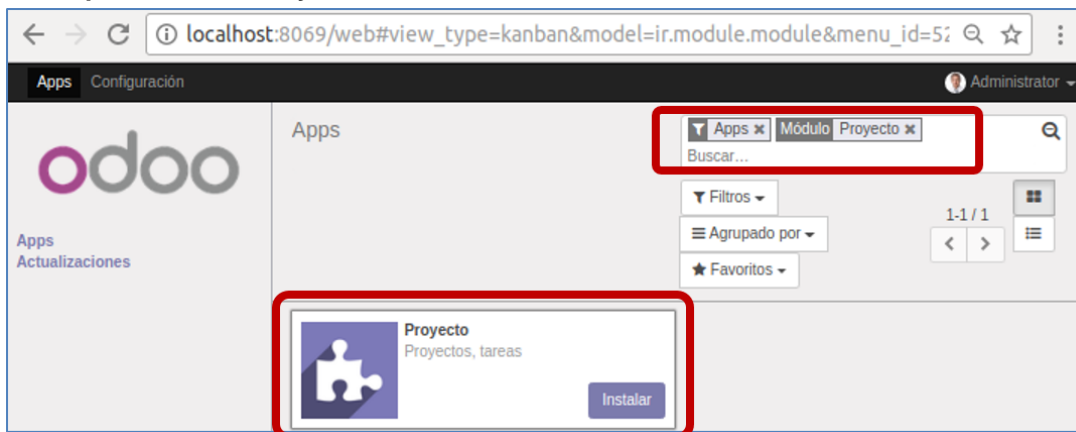 localhost:8069/web#view_type=kanban&model=ir.module.module&menu_id=52
Apps Configuración Administrator
odoo
Apps
Actualizaciones
Apps
Apps Módulo Proyecto
Buscar...
Filtros
Agrupado por
Favoritos
1-1 / 1
Proyecto
Proyectos, tareas
Instalar